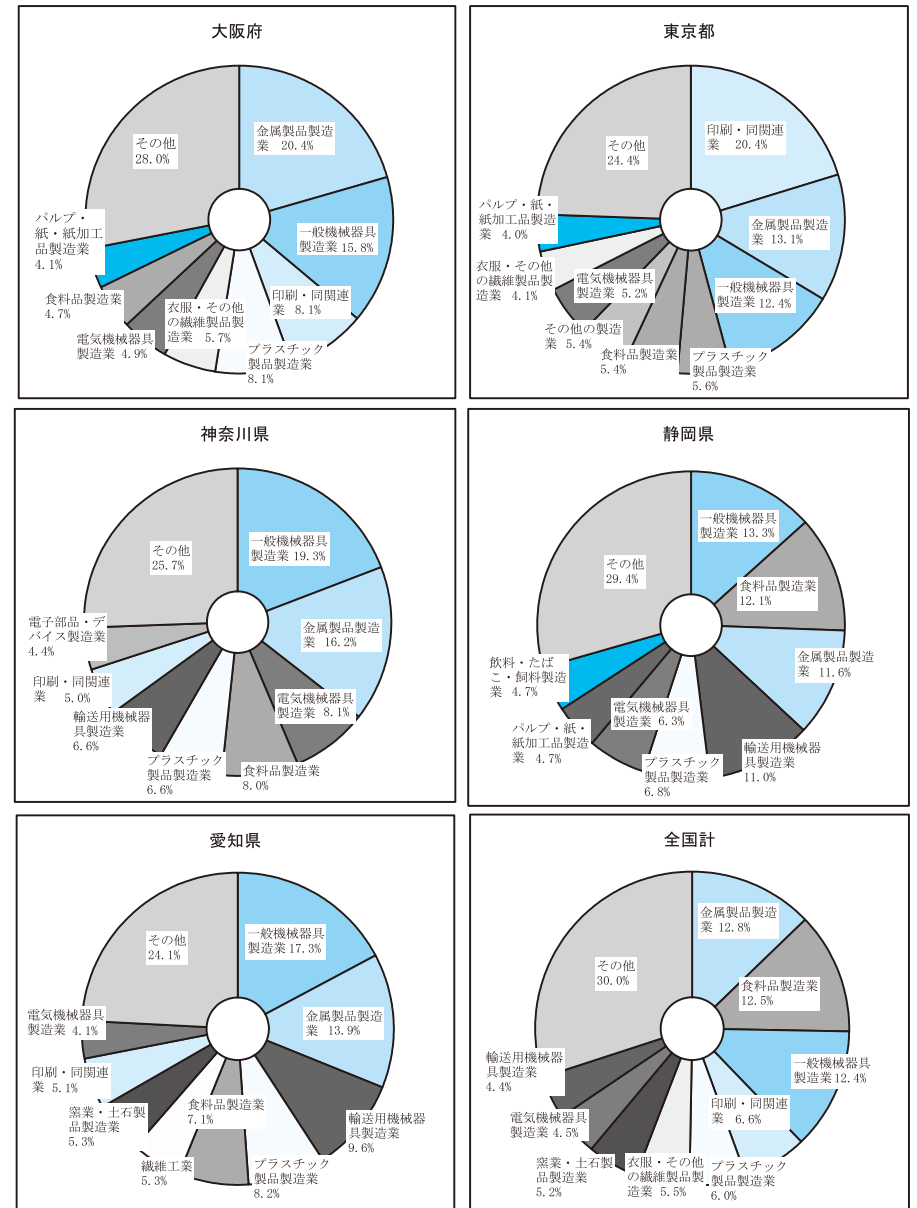 大阪府
金属製品製造
業 20.4%
一般機械器具
製造業15.8%
印刷・同関連
業 8.1%
プラスチック
製品製造業
8.1%
衣服・その他
の繊維製品製
造業 5.7%
電気機械器具
製造業 4.9%
食料品製造業
4.7%
パルプ・
紙・紙加工
品製造業
4.1%
その他
28.0%
東京都
印刷・同関連
業 20.4%
金属製品製造
業 13.1%
一般機械器具
製造業12.4%
プラスチック
製品製造業
5.6%
食料品製造業
5.4%
その他の製造
業 5.4%
電気機械器具
製造業 5.2%
衣服・その他
の繊維製品製
造業 4.1%
パルプ・紙・
紙加工品製造
業 4.0%
その他
24.4%
神奈川県
一般機械器具
製造業19.3%
金属製品製造
業 16.2%
電気機械器具
製造業 8.1%
食料品製造業
8.0%
プラスチック
製品製造業
6.6%
輸送用機械器
具製造業
6.6%
印刷・同関連
業 5.0%
電子部品・デ
バイス製造業
4.4%
その他
25.7%
静岡県
一般機械器具
製造業13.3%
食料品製造業
12.1%
金属製品製造
業 11.6%
輸送用機械器
具製造業
11.0%
プラスチック
製品製造業
6.8%
電気機械器具
製造業 6.3%
パルプ・紙・
紙加工品製造
業 4.7%
飲料・たば
こ・飼料製造
業 4.7%
その他
29.4%
愛知県
一般機械器具
製造業17.3%
金属製品製造
業 13.9%
輸送用機械器
具製造業
9.6%
プラスチック
製品製造業
8.2%
食料品製造業
7.1%
繊維工業
5.3%
窯業・土石製
品製造業
5.3%
印刷・同関連
業 5.1%
電気機械器具
製造業 4.1%
その他
24.1%
全国計
金属製品製造
業 12.8%
食料品製造業
12.5%
一般機械器具
製造業12.4%
印刷・同関連
業 6.6%
プラスチック
製品製造業
6.0%
衣服・その他
の繊維製品製
造業 5.5%
窯業・土石製
品製造業
5.2%
電気機械器具
製造業 4.5%
輸送用機械器
具製造業
4.4%
その他
30.0%